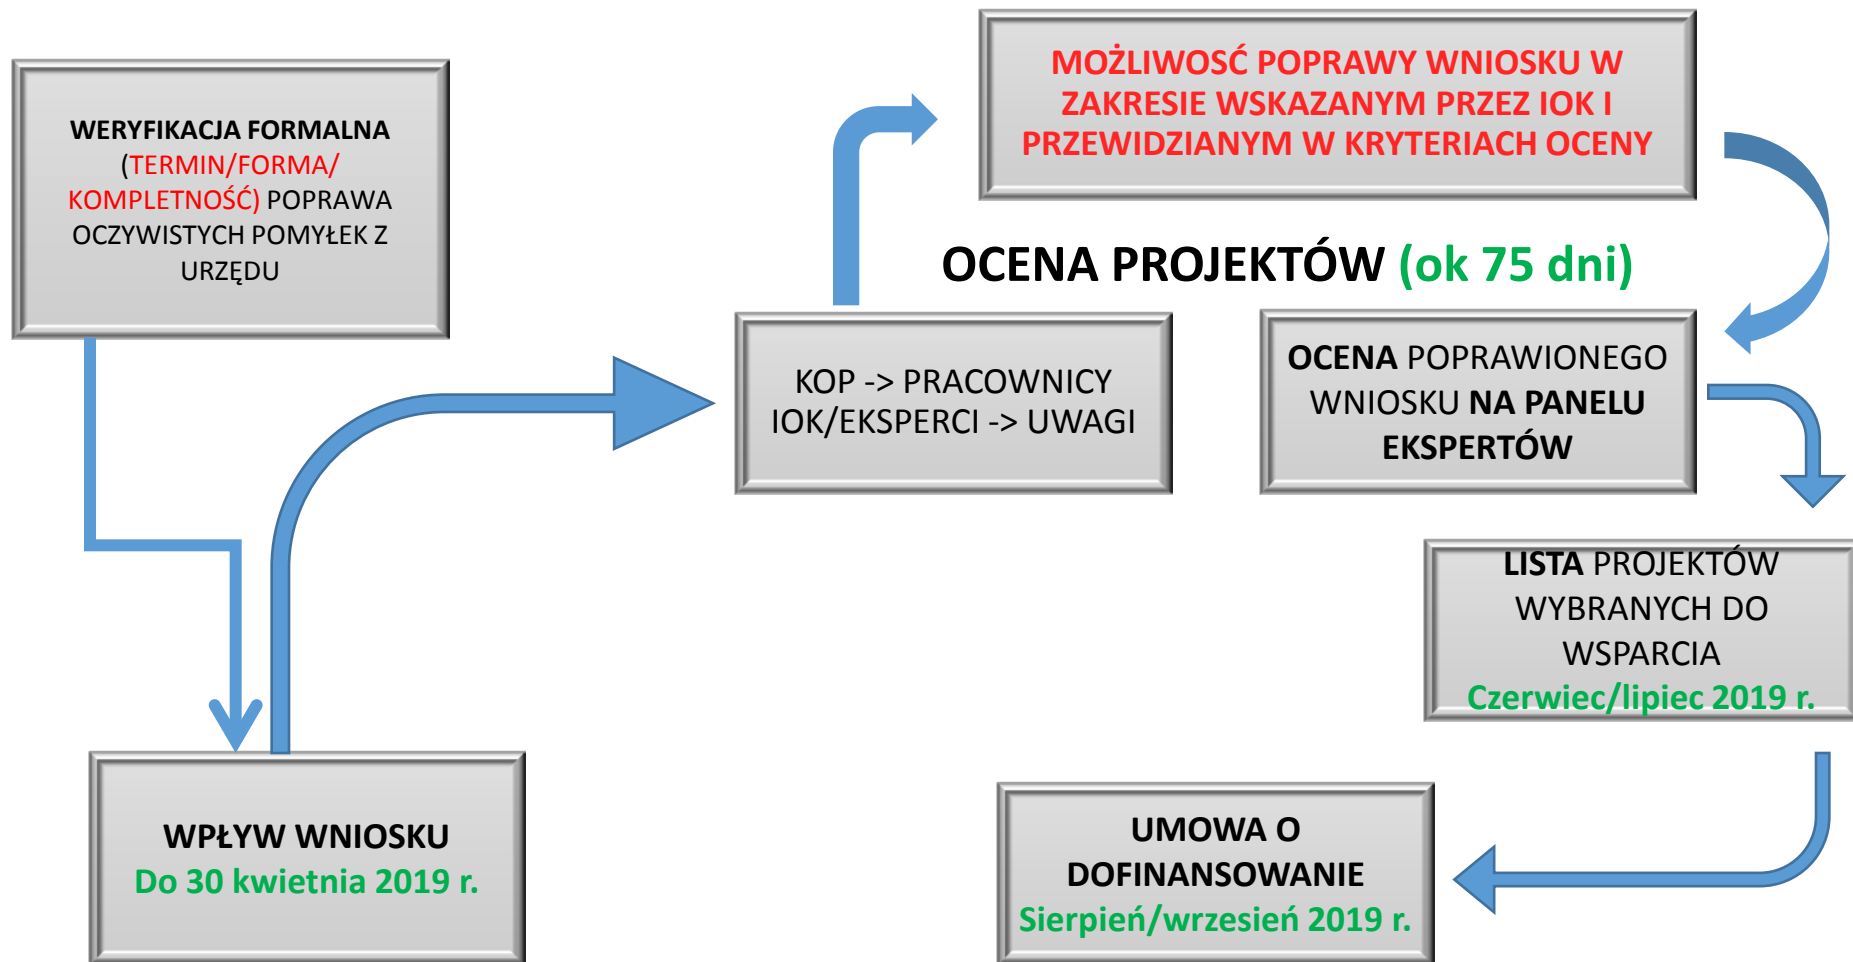 WERYFIKACJA FORMALNA
(TERMIN/FORMA/
KOMPLETNOŚĆ) POPRAWA
OCZYWISTYCH POMYŁEK Z
URZĘDU
WPŁYW WNIOSKU
Do 30 kwietnia 2019 r.
MOŻLIWOSĆ POPRAWY WNIOSKU W
ZAKRESIE WSKAZANYM PRZEZ IOK I
PRZEWIDZIANYM W KRYTERIACH OCENY
OCENA PROJEKTÓW (ok 75 dni)
KOP -> PRACOWNICY
IOK/EKSPERCI -> UWAGI
OCENA POPRAWIONEGO
WNIOSKU NA PANELU
EKSPERTÓW
LISTA PROJEKTÓW
WYBRANYCH DO
WSPARCIA
Czerwiec/lipiec 2019 r.
UMOWA O
DOFINANSOWANIE
Sierpień/wrzesień 2019 r.